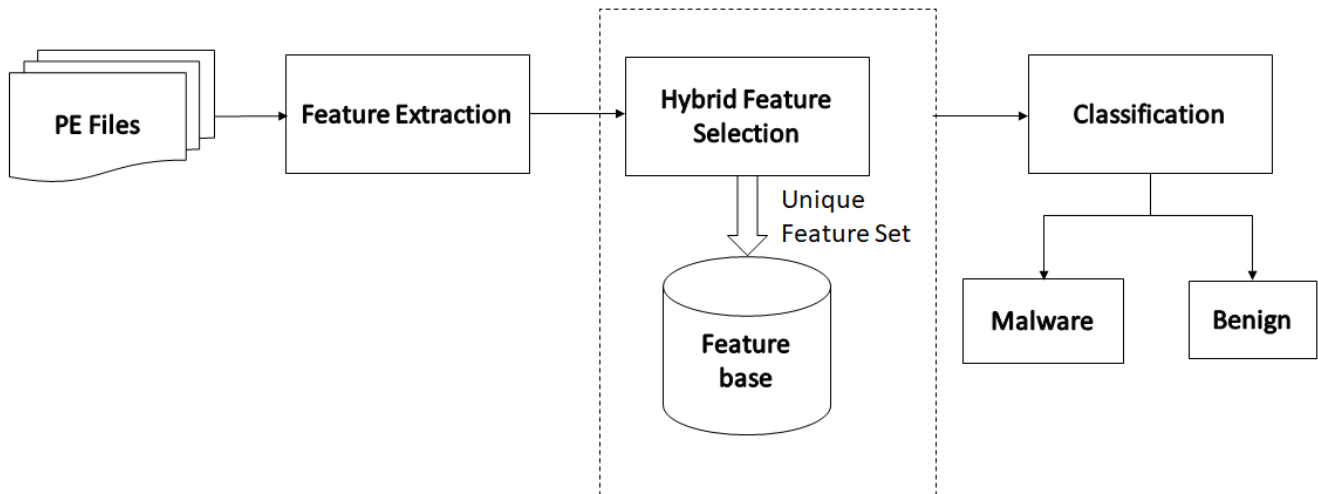 PE Files
Feature Extraction
Hybrid Feature
Selection
Unique
Feature Set
Feature
base
Classification
Malware
Benign